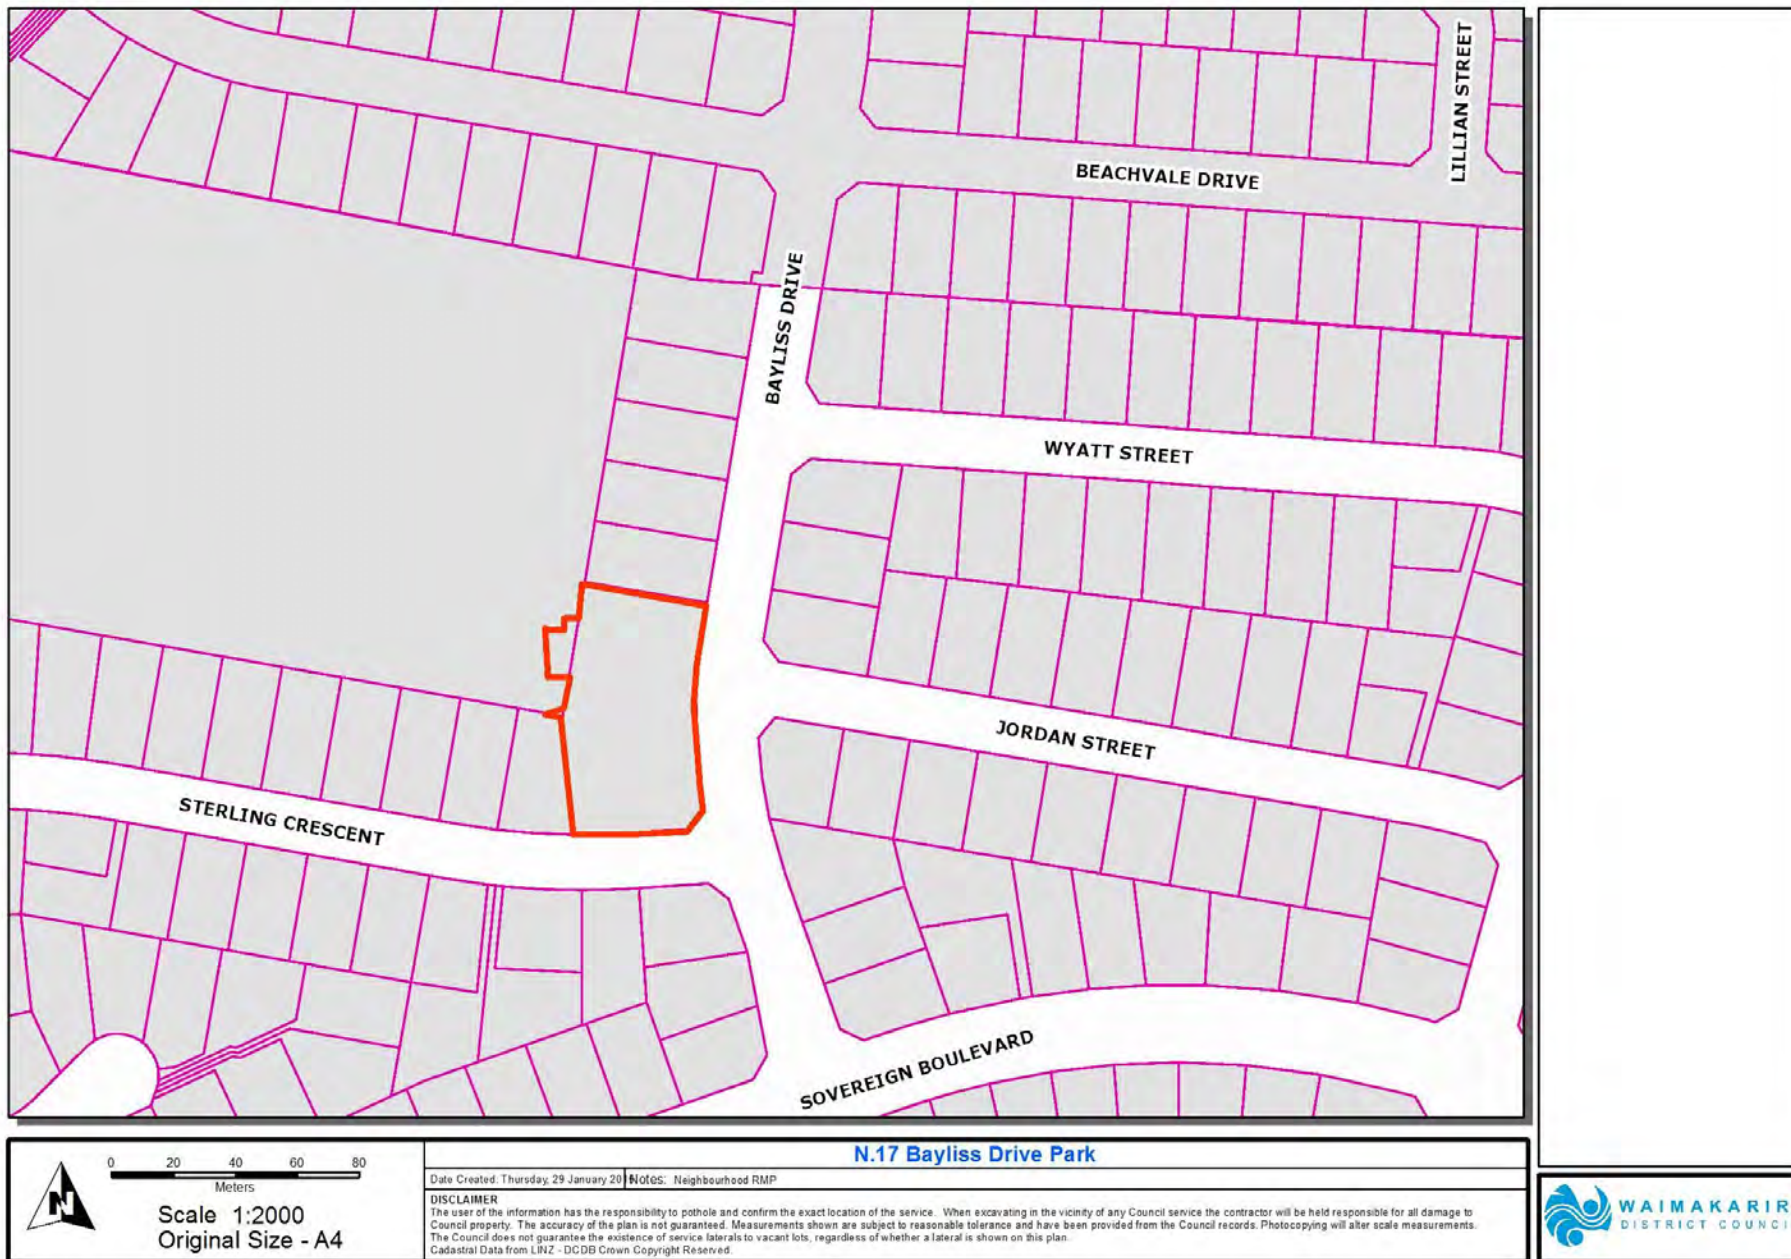 LILLIAN STREET
BEACHVALE DRIVE
BAYLISS DRIVE
WYATT STREET
JORDAN STREET
STERLING CRESCENT
SOVEREIGN BOULEVARD
N
0 20 40 60 80
Meters
Scale 1:2000
Original Size - A4
N.17 Bayliss Drive Park
Date Created: Thursday, 29 January 20 Notes: Neighbourhood RMP
DISCLAIMER
The user of the information has the responsibility to pothole and confirm the exact location of the service. When excavating in the vicinity of any Council service the contractor will be held responsible for all damage to
Council property. The accuracy of the plan is not guaranteed. Measurements shown are subject to reasonable tolerance and have been provided from the Council records. Photocopying will alter scale measurements.
The Council does not guarantee the existence of service laterals to vacant lots, regardless of whether a lateral is shown on this plan.
Cadastral Data from LINZ - DCDB Crown Copyright Reserved.
WAIMAKARIR
DISTRICT COUNCI